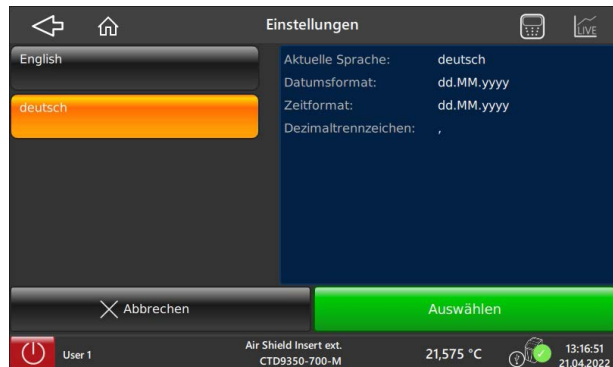 Einstellungen
LIVE
English
deutsch
Aktuelle Sprache: deutsch
Datumsformat: dd.MM.yyyy
Zeitformat: dd.MM.yyyy
Dezimaltrennzeichen: ,
Abbrechen
Auswählen
User 1
Air Shield Insert ext.
CTD9350-700-M
21,575 °C
13:16:51
21.04.2022